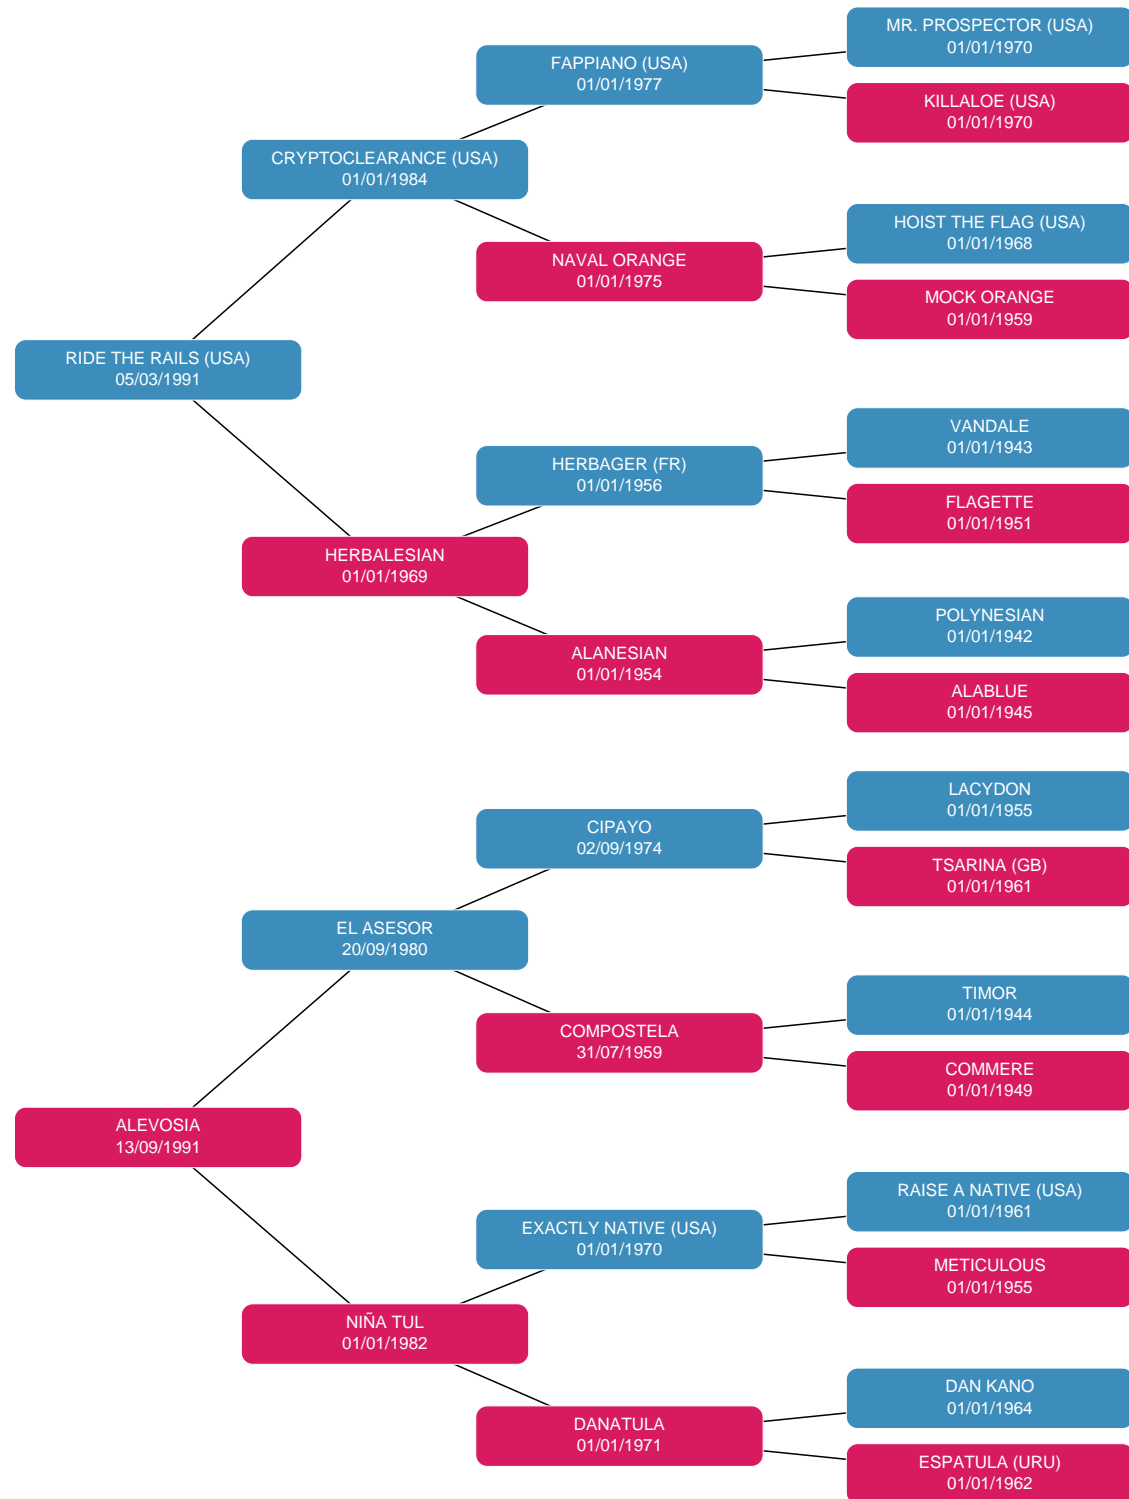 MR. PROSPECTOR (USA)
01/01/1970
FAPPIANO (USA)
01/01/1977
KILLALOE (USA)
01/01/1970
CRYPTOCLEARANCE (USA)
01/01/1984
HOIST THE FLAG (USA)
01/01/1968
NAVAL ORANGE
01/01/1975
MOCK ORANGE
01/01/1959
RIDE THE RAILS (USA)
05/03/1991
VANDALE
01/01/1943
HERBAGER (FR)
01/01/1956
FLAGETTE
01/01/1951
HERBALESIAN
01/01/1969
POLYNESIAN
01/01/1942
ALANESIAN
01/01/1954
ALABLUE
01/01/1945
LACYDON
01/01/1955
CIPAYO
02/09/1974
TSARINA (GB)
01/01/1961
EL ASESOR
20/09/1980
TIMOR
01/01/1944
COMPOSTELA
31/07/1959
COMMERE
01/01/1949
ALEVOSIA
13/09/1991
RAISE A NATIVE (USA)
01/01/1961
EXACTLY NATIVE (USA)
01/01/1970
METICULOUS
01/01/1955
NIÑA TUL
01/01/1982
DAN KANO
01/01/1964
DANATULA
01/01/1971
ESPATULA (URU)
01/01/1962